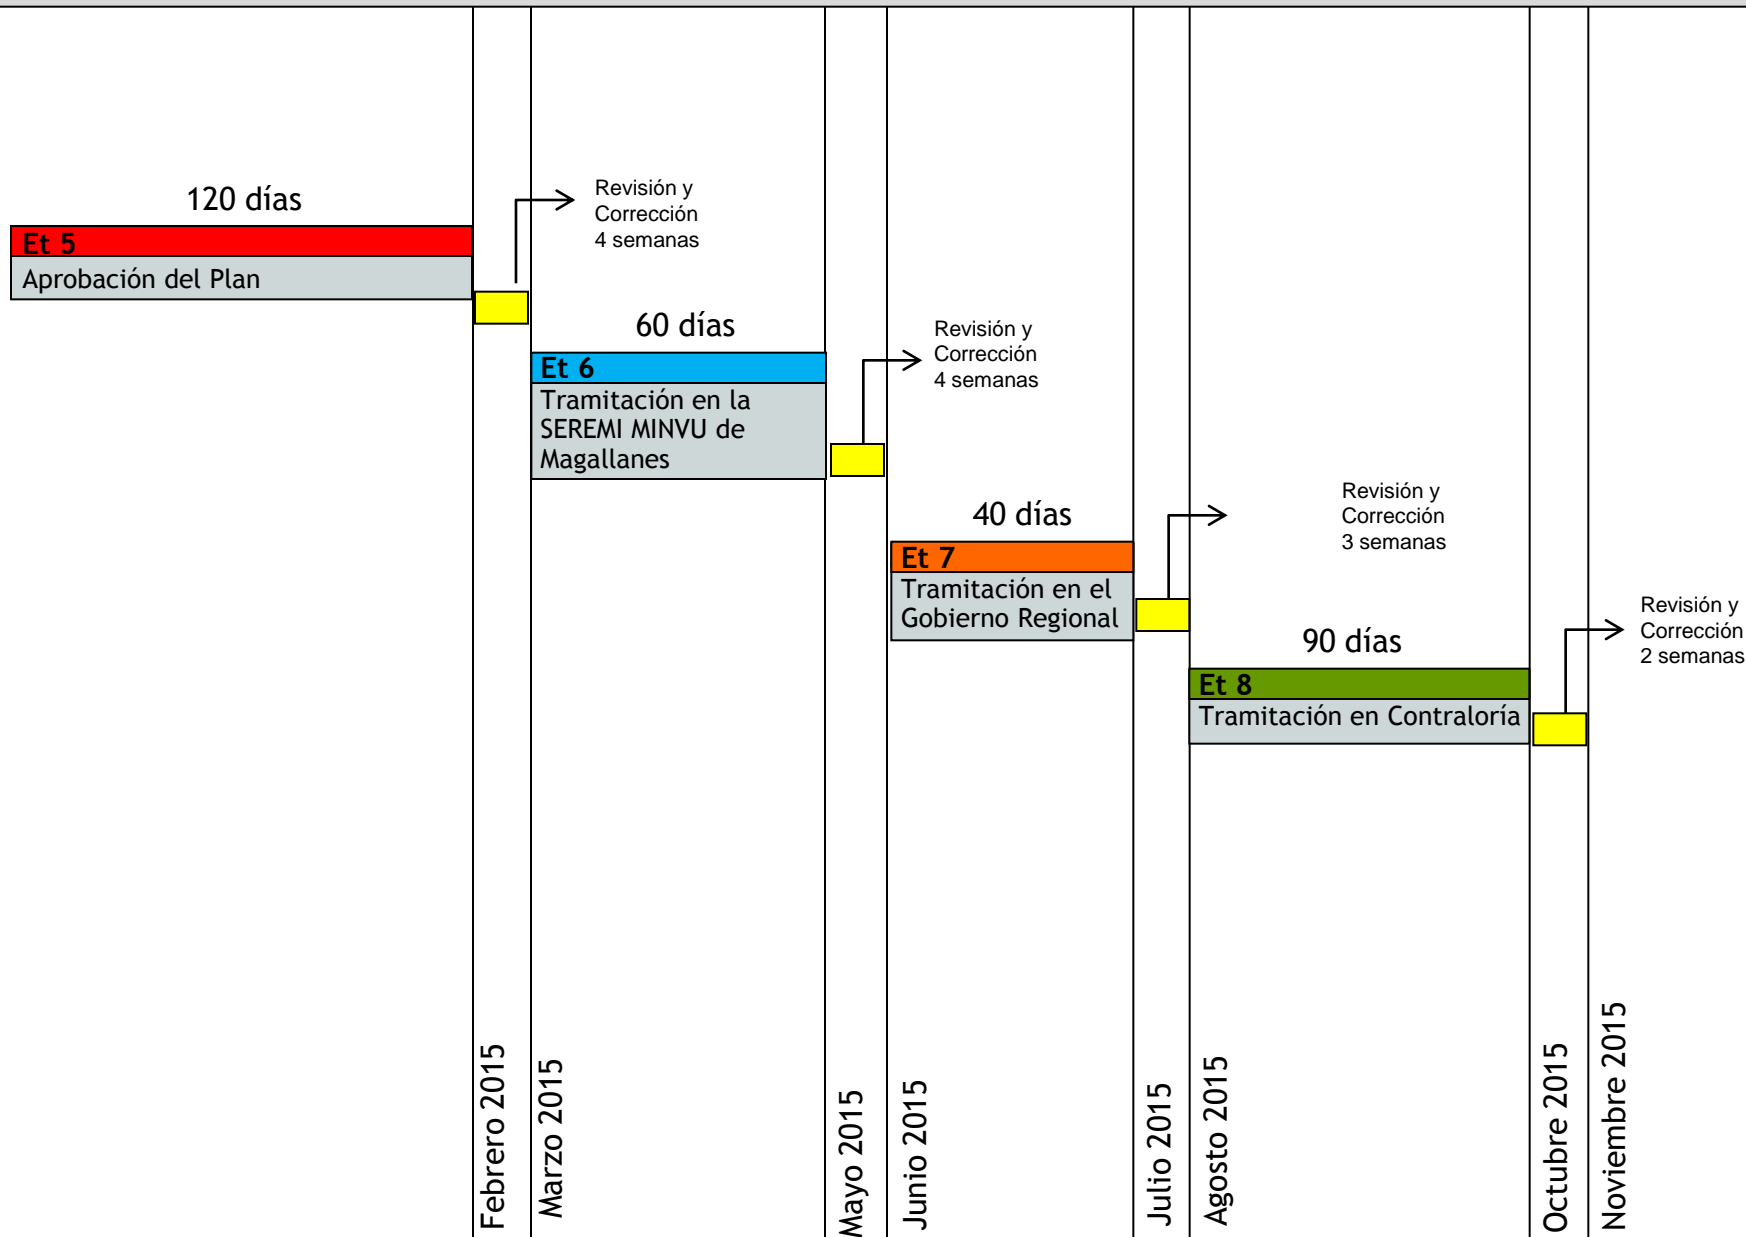 120 días
Et 5
Aprobación del Plan
Revisión y
Corrección
4 semanas
60 días
Et 6
Tramitación en la
SEREMI MINVU de
Magallanes
Revisión y
Corrección
4 semanas
40 días
Et 7
Tramitación en el
Gobierno Regional
Revisión y
Corrección
3 semanas
90 días
Et 8
Tramitación en Contraloría
Revisión y
Corrección
2 semanas
Febrero 2015
Marzo 2015
Mayo 2015
Junio 2015
Julio 2015
Agosto 2015
Octubre 2015
Noviembre 2015